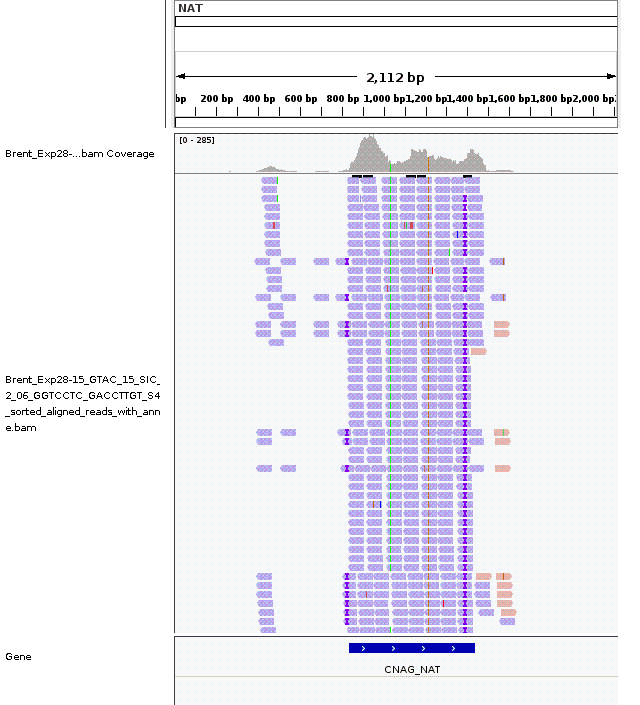 NAT
2,112 bp
bp 200 bp 400 bp 600 bp 800 bp 1,000 bp 1,200 bp 1,400 bp 1,600 bp 1,800 bp 2,000 bp
[0 - 285]
Brent_Exp28-...bam Coverage
Brent_Exp28-15_GTAC_15_SIC_
2_06_GGTCCTC_GACCTTGT_S4
_sorted_aligned_reads_with_ann
e.bam
Gene
CNAG_NAT